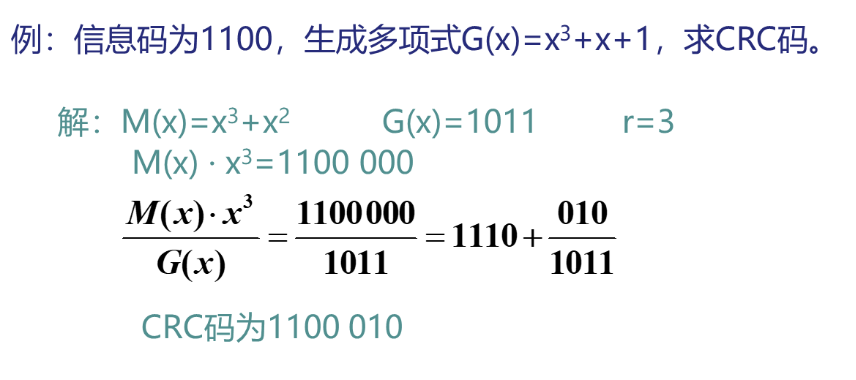 例：信息码为1100，生成多项式G(x)=x³+x+1，求CRC码。
解：M(x)=x³+x² G(x)=1011 r=3
M(x) · x³=1100 000
M(x)· x³ / G(x) = 1100000 / 1011 = 1110 + 010 / 1011
CRC码为1100 010